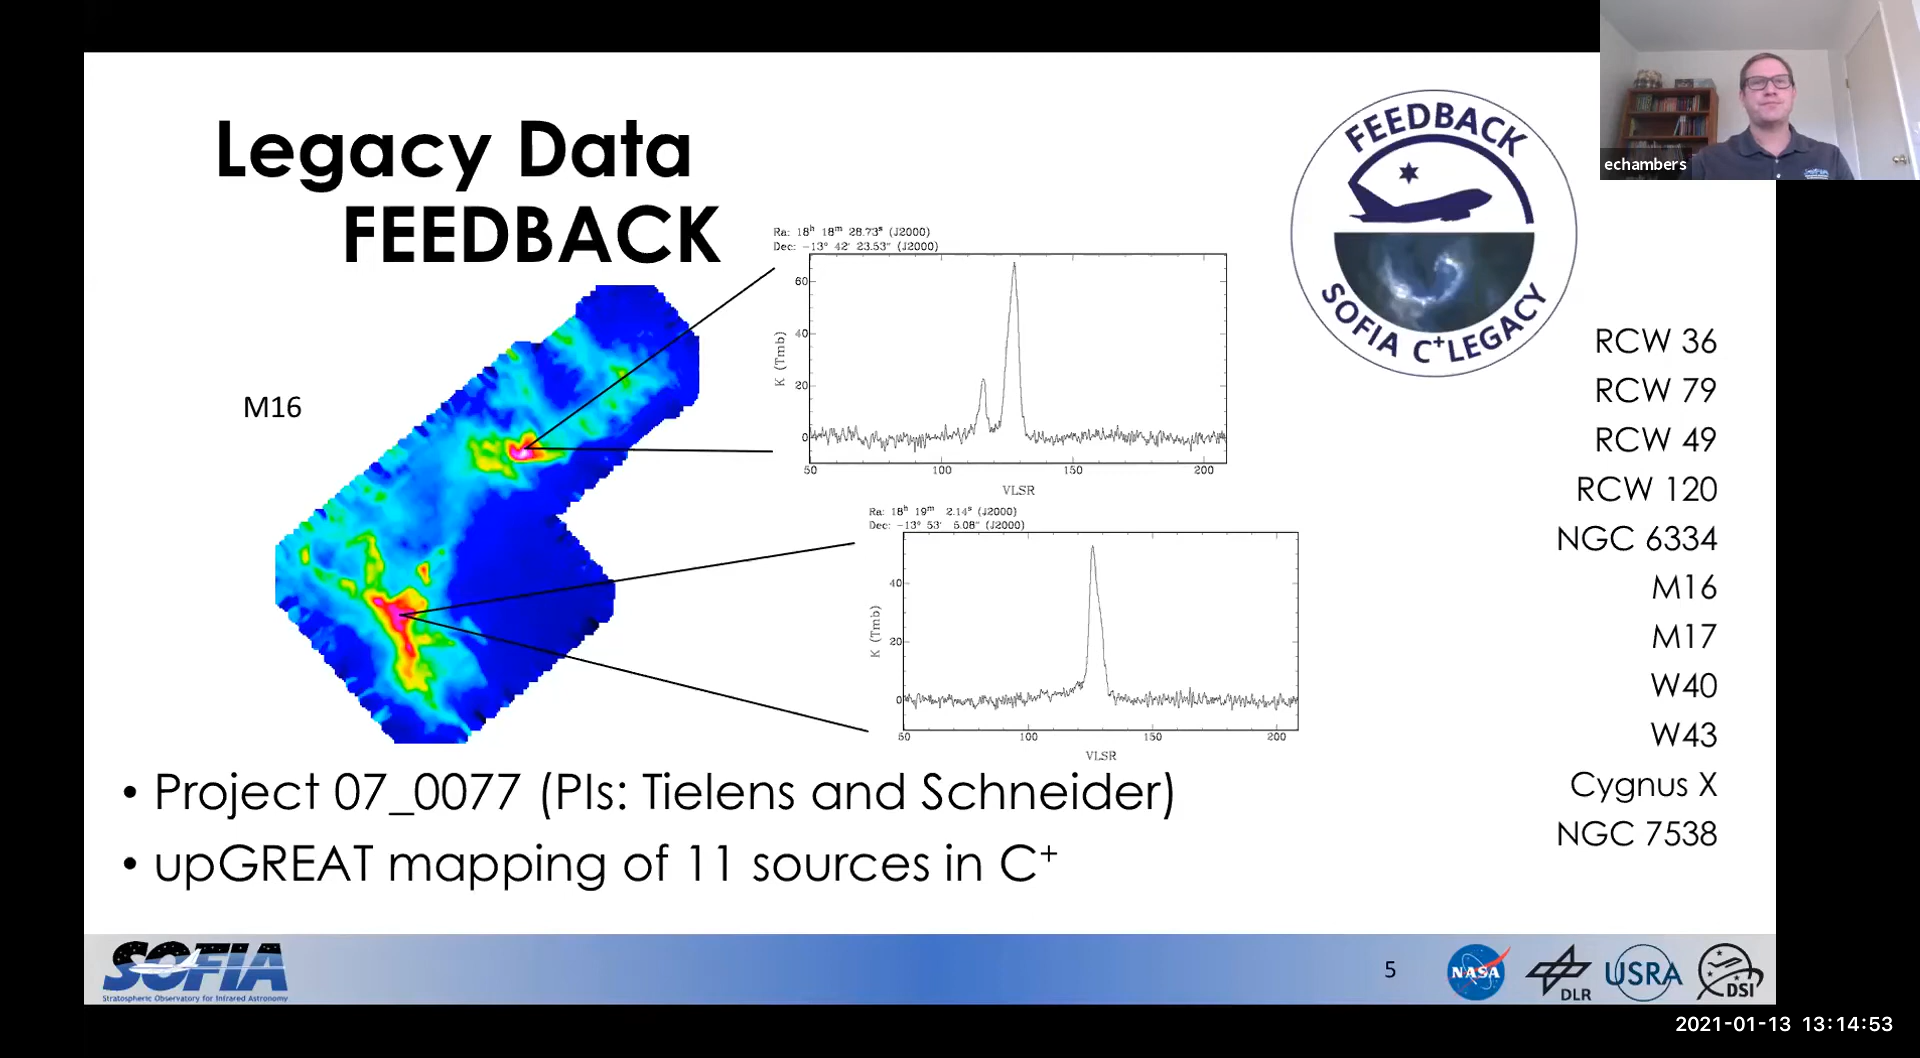 Legacy Data
FEEDBACK
FEEDBACK
SOFIA C⁺LEGACY
echambers
M16
Ra: 18ʰ 18ᵐ 28.73ˢ (J2000)
Dec: −13° 42' 23.53" (J2000)
60
40
20
0
K (Tmb)
50 100 150 200
VLSR
Ra: 18ʰ 19ᵐ 2.14ˢ (J2000)
Dec: −13° 53' 5.08" (J2000)
40
20
0
K (Tmb)
50 100 150 200
VLSR
RCW 36
RCW 79
RCW 49
RCW 120
NGC 6334
M16
M17
W40
W43
Cygnus X
NGC 7538
• Project 07_0077 (PIs: Tielens and Schneider)
• upGREAT mapping of 11 sources in C⁺
SOFIA
Stratospheric Observatory for Infrared Astronomy
5
NASA
DLR
USRA
DSI
2021-01-13 13:14:53